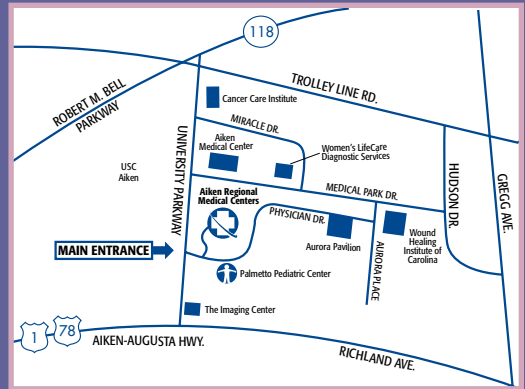 118
TROLLEY LINE RD.
ROBERT M. BELL
PARKWAY
Cancer Care Institute
MIRACLE DR.
UNIVERSITY PARKWAY
Aiken
Medical Center
Women's LifeCare
Diagnostic Services
USC
Aiken
HUDSON DR.
GREGG AVE.
MEDICAL PARK DR.
Aiken Regional
Medical Centers
PHYSICIAN DR.
Aurora Pavilion
AURORA PLACE
Wound
Healing
Institute of
Carolina
MAIN ENTRANCE
Palmetto Pediatric Center
The Imaging Center
1
78
AIKEN-AUGUSTA HWY.
RICHLAND AVE.